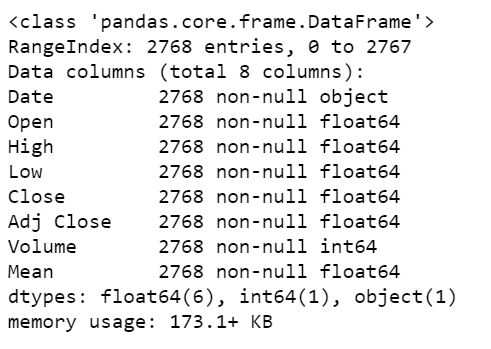 <class 'pandas.core.frame.DataFrame'>
RangeIndex: 2768 entries, 0 to 2767
Data columns (total 8 columns):
Date         2768 non-null object
Open         2768 non-null float64
High         2768 non-null float64
Low          2768 non-null float64
Close        2768 non-null float64
Adj Close    2768 non-null float64
Volume       2768 non-null int64
Mean         2768 non-null float64
dtypes: float64(6), int64(1), object(1)
memory usage: 173.1+ KB